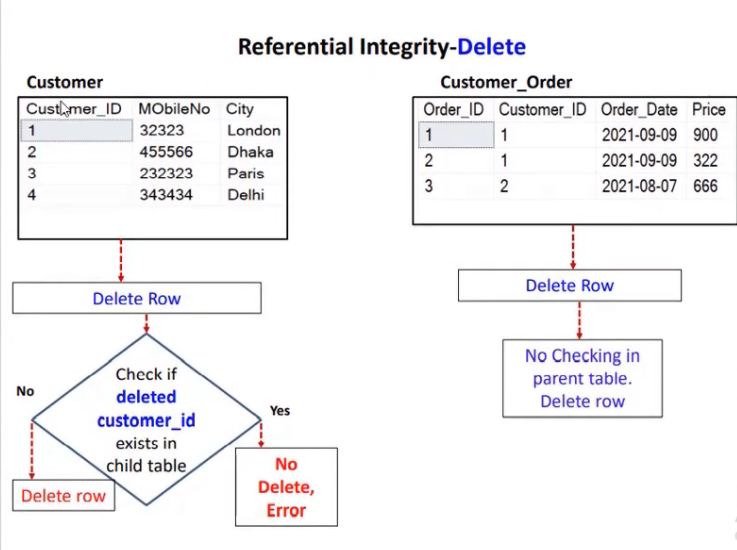 Referential Integrity-Delete
Customer
Customer_ID MObileNo City
1 32323 London
2 455566 Dhaka
3 232323 Paris
4 343434 Delhi
Customer_Order
Order_ID Customer_ID Order_Date Price
1 1 2021-09-09 900
2 1 2021-09-09 322
3 2 2021-08-07 666
Delete Row
Check if
deleted
customer_id
exists in
child table
No
Yes
Delete row
No
Delete,
Error
Delete Row
No Checking in
parent table.
Delete row